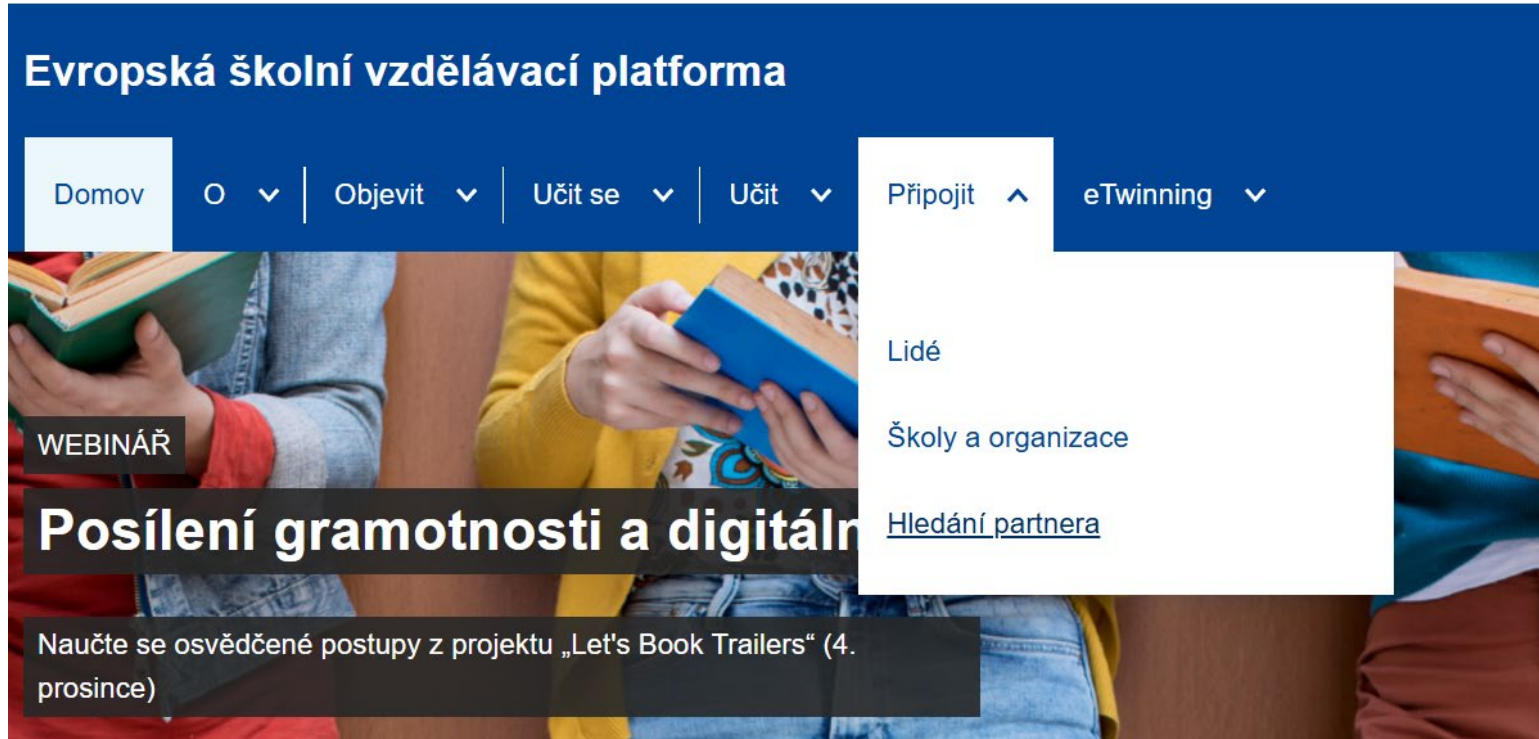 Evropská školní vzdělávací platforma
Domov O Objevit Učit se Učit Připojit eTwinning
Lidé
Školy a organizace
Hledání partnera
WEBINÁŘ
Posílení gramotnosti a digitáln
Naučte se osvědčené postupy z projektu „Let's Book Trailers“ (4.
prosince)